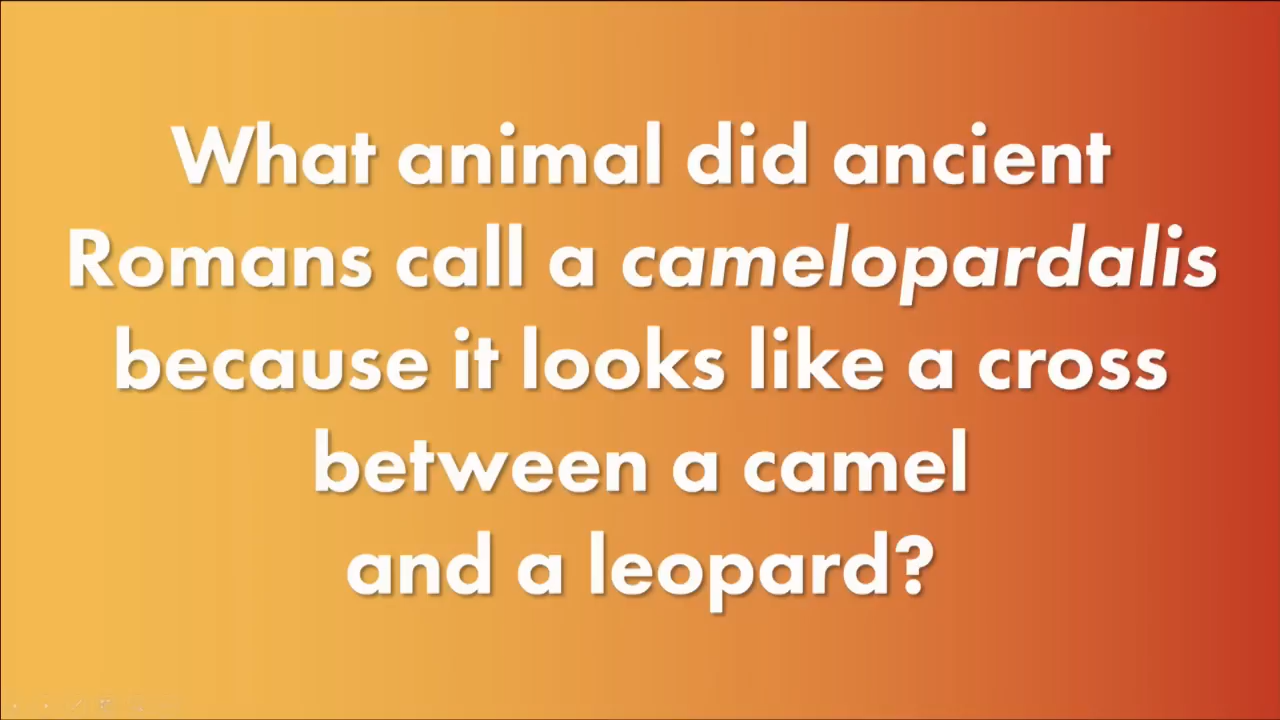 What animal did ancient
Romans call a camelopardalis
because it looks like a cross
between a camel
and a leopard?